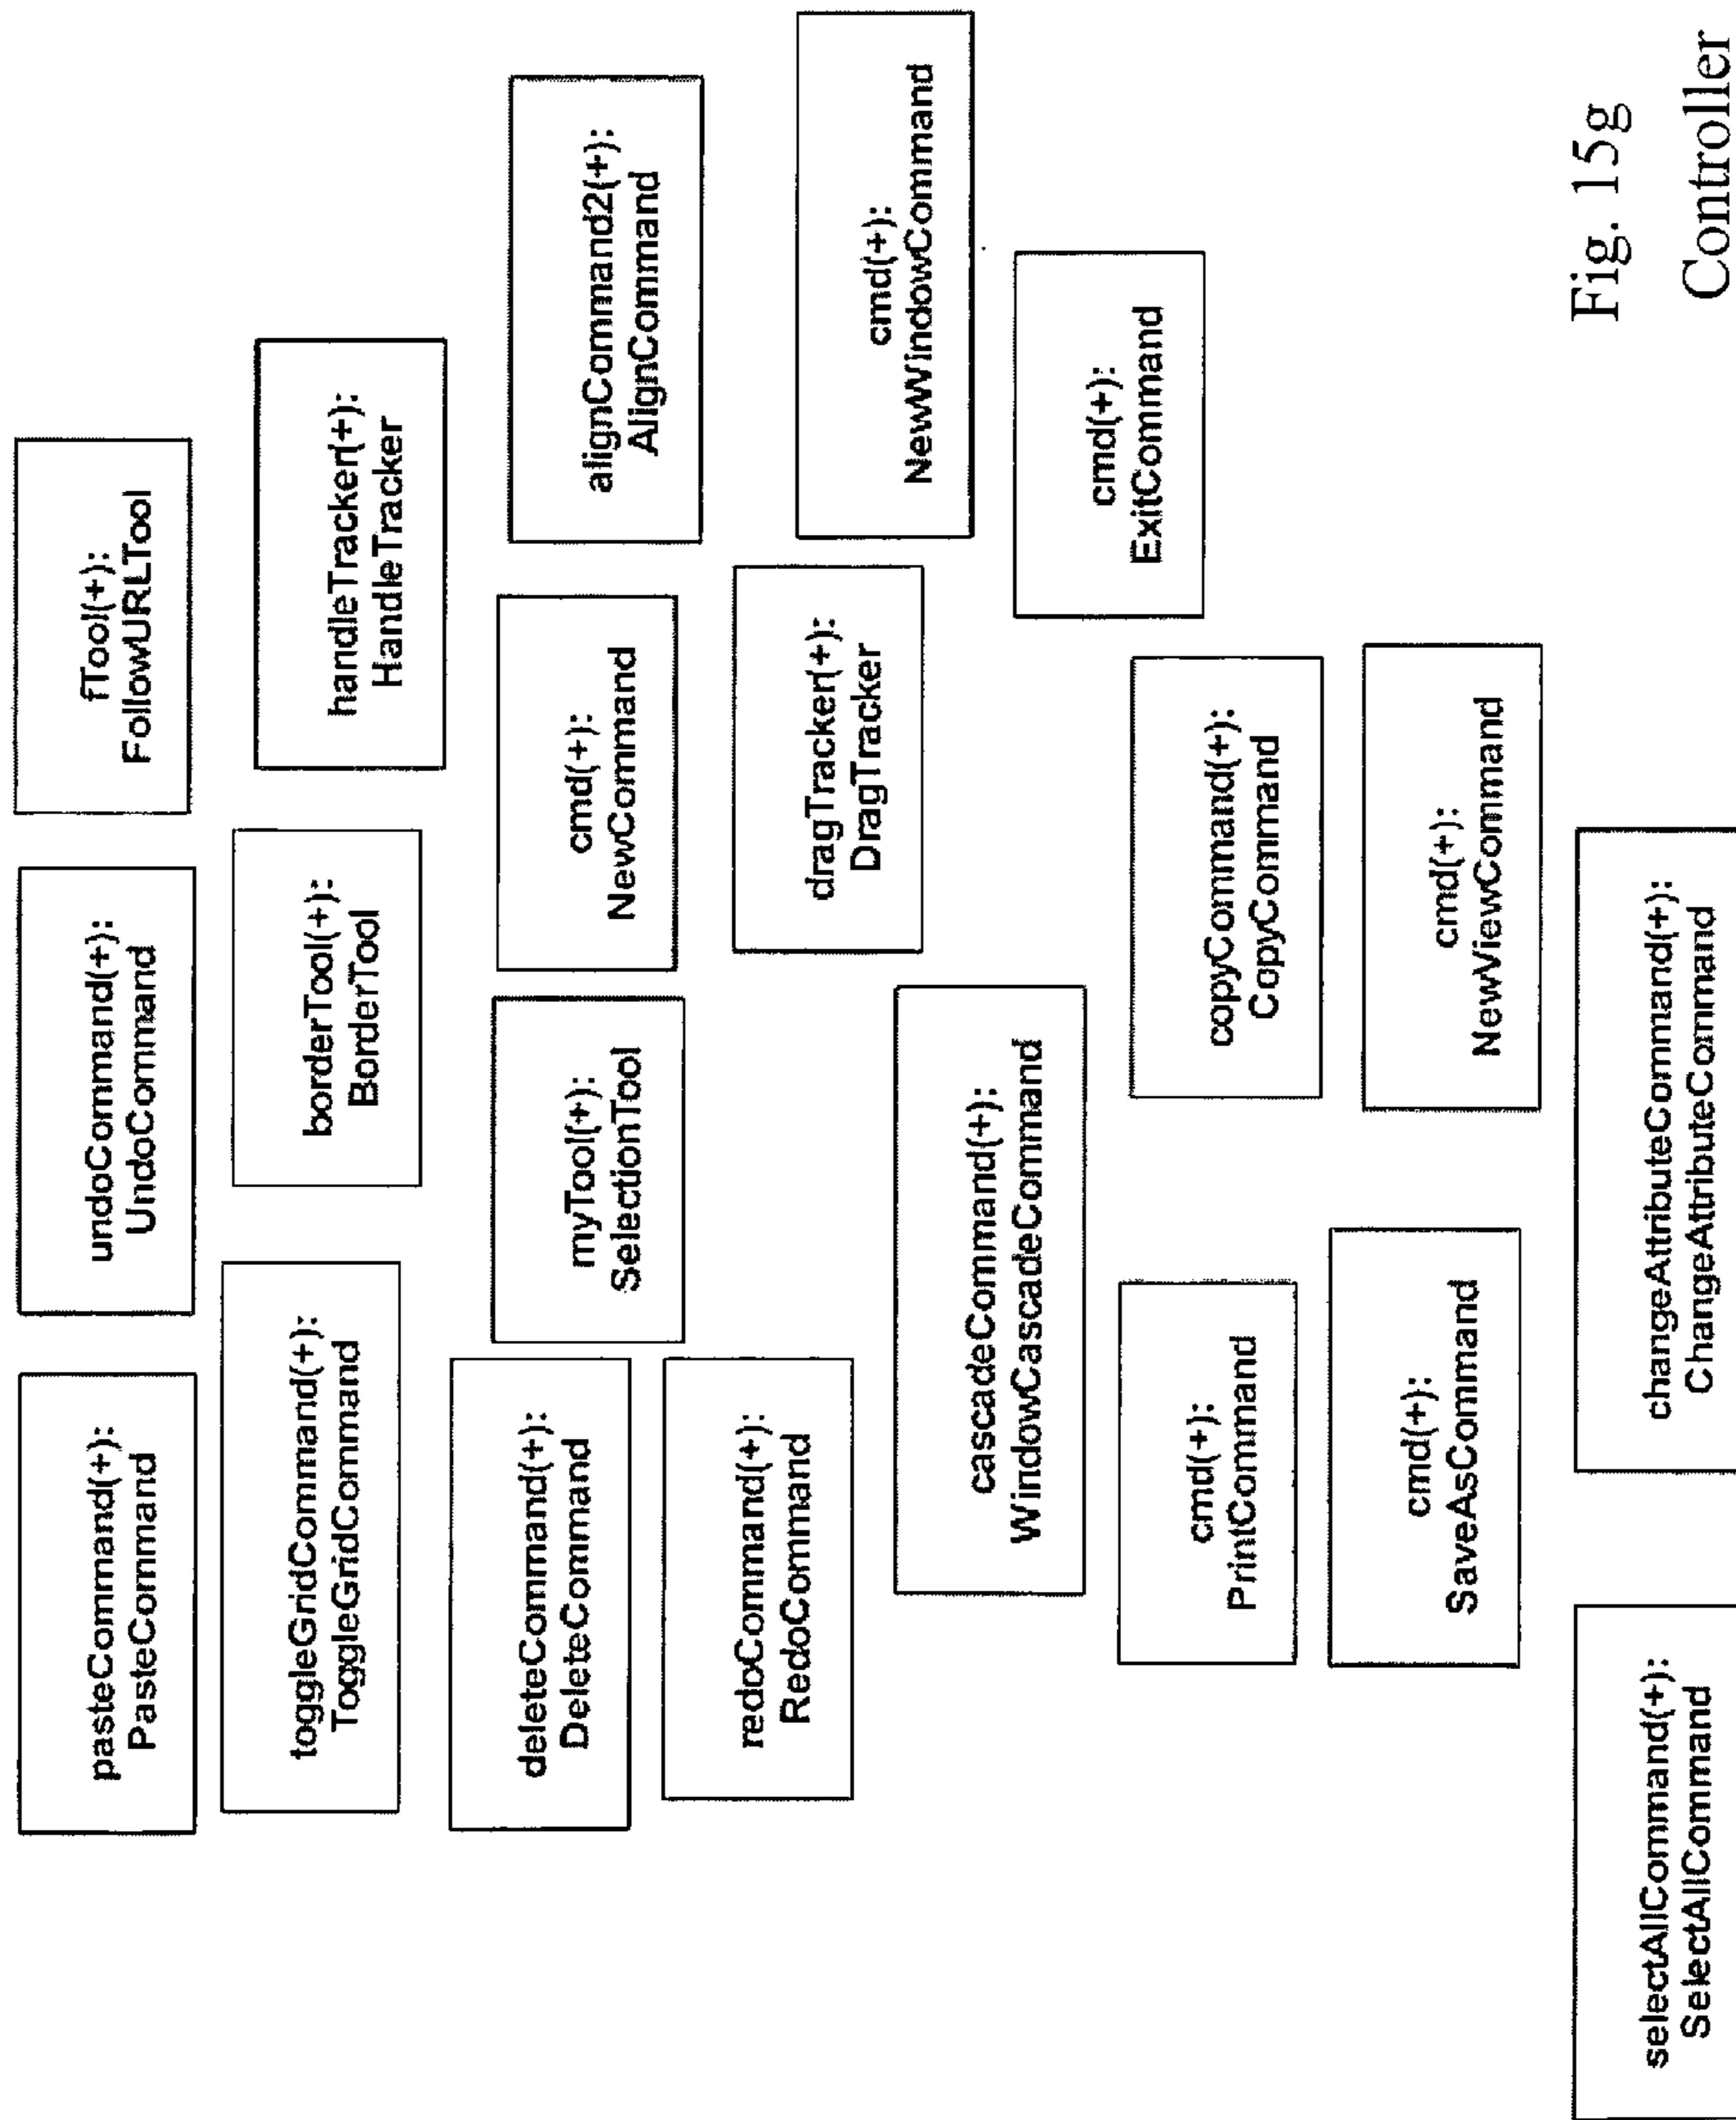 pasteCommand(+):
PasteCommand
undoCommand(+):
UndoCommand
fTool(+):
FollowURLTool
toggleGridCommand(+):
ToggleGridCommand
borderTool(+):
BorderTool
handleTracker(+):
HandleTracker
deleteCommand(+):
DeleteCommand
myTool(+):
SelectionTool
cmd(+):
NewCommand
alignCommand2(+):
AlignCommand
redoCommand(+):
RedoCommand
dragTracker(+):
DragTracker
cmd(+):
NewWindowCommand
cascadeCommand(+):
WindowCascadeCommand
cmd(+):
ExitCommand
cmd(+):
PrintCommand
copyCommand(+):
CopyCommand
cmd(+):
SaveAsCommand
cmd(+):
NewViewCommand
selectAllCommand(+):
SelectAllCommand
changeAttributeCommand(+):
ChangeAttributeCommand
Fig. 15g
Controller